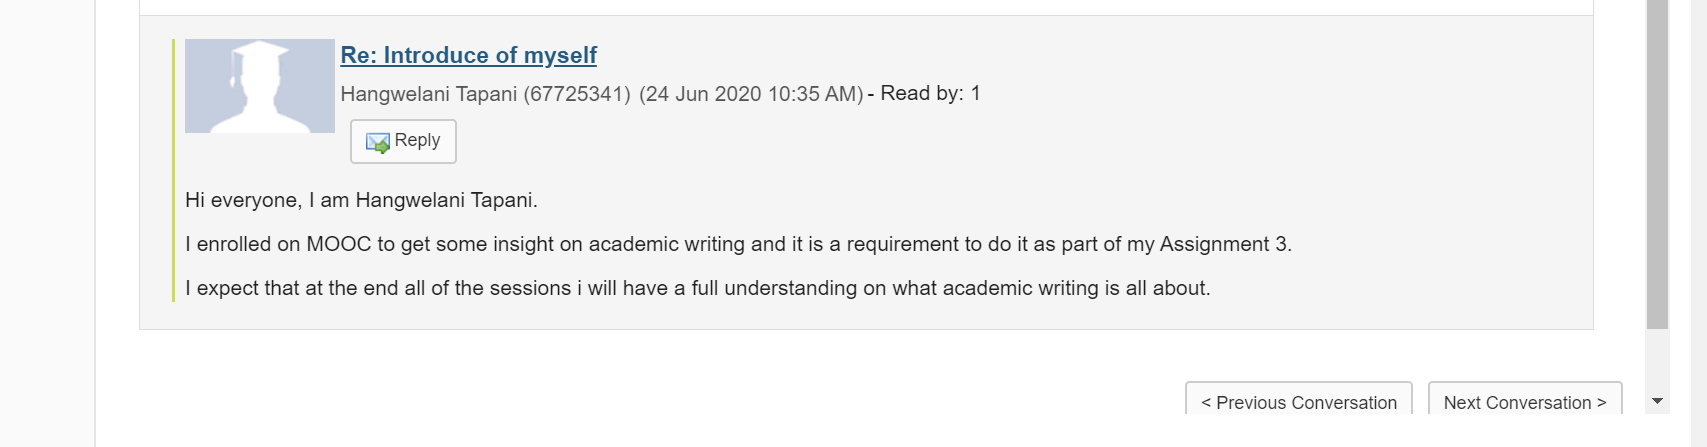 Re: Introduce of myself
Hangwelani Tapani (67725341) (24 Jun 2020 10:35 AM) - Read by: 1
Reply
Hi everyone, I am Hangwelani Tapani.
I enrolled on MOOC to get some insight on academic writing and it is a requirement to do it as part of my Assignment 3.
I expect that at the end all of the sessions i will have a full understanding on what academic writing is all about.
< Previous Conversation Next Conversation >